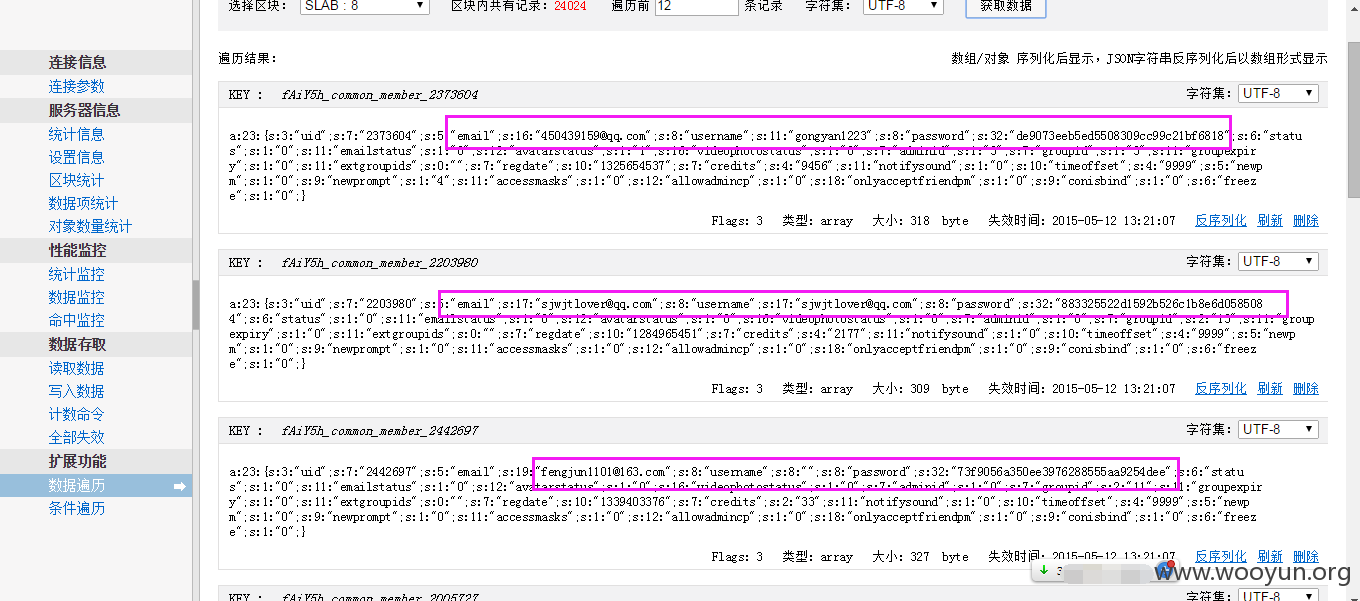 选择区块: SLAB : 8 区块内共有记录: 24024 遍历前 12 条记录 字符集: UTF-8 获取数据
连接信息
连接参数
服务器信息
统计信息
设置信息
区块统计
数据项统计
对象数量统计
性能监控
统计监控
数据监控
命中监控
数据存取
读取数据
写入数据
计数命令
全部失效
扩展功能
数据遍历
条件遍历
遍历结果: 数组/对象 序列化后显示，JSON字符串反序列化后以数组形式显示
KEY : fAiY5h_common_member_2373604 字符集: UTF-8
a:23:{s:3:"uid";s:7:"2373604";s:5:"email";s:16:"450439159@qq.com";s:8:"username";s:11:"gongyan1223";s:8:"password";s:32:"de9073eeb5ed5508309cc99c21bf6818";s:6:"statu
s";s:1:"0";s:11:"emailstatus";s:1:"0";s:12:"avatarstatus";s:1:"1";s:16:"videophotostatus";s:1:"0";s:7:"adminid";s:1:"3";s:7:"groupid";s:1:"3";s:11:"groupexpir
y";s:1:"0";s:11:"extgroupids";s:0:"";s:7:"regdate";s:10:"1325654537";s:7:"credits";s:4:"9456";s:11:"notifysound";s:1:"0";s:10:"timeoffset";s:4:"9999";s:5:"newp
m";s:1:"0";s:9:"newprompt";s:1:"4";s:11:"accessmasks";s:1:"0";s:12:"allowadmincp";s:1:"0";s:18:"onlyacceptfriendpm";s:1:"0";s:9:"conisbind";s:1:"0";s:6:"freez
e";s:1:"0";}
Flags: 3 类型: array 大小: 318 byte 失效时间: 2015-05-12 13:21:07 反序列化 刷新 删除
KEY : fAiY5h_common_member_2203980 字符集: UTF-8
a:23:{s:3:"uid";s:7:"2203980";s:5:"email";s:17:"sjwjtlover@qq.com";s:8:"username";s:17:"sjwjtlover@qq.com";s:8:"password";s:32:"883325522d1592b526c1b8e6d058508
4";s:6:"status";s:1:"0";s:11:"emailstatus";s:1:"0";s:12:"avatarstatus";s:1:"0";s:16:"videophotostatus";s:1:"0";s:7:"adminid";s:1:"0";s:7:"groupid";s:2:"13";s:11:"group
expiry";s:1:"0";s:11:"extgroupids";s:0:"";s:7:"regdate";s:10:"1284965451";s:7:"credits";s:4:"2177";s:11:"notifysound";s:1:"0";s:10:"timeoffset";s:4:"9999";s:5:"newp
m";s:1:"0";s:9:"newprompt";s:1:"0";s:11:"accessmasks";s:1:"0";s:12:"allowadmincp";s:1:"0";s:18:"onlyacceptfriendpm";s:1:"0";s:9:"conisbind";s:1:"0";s:6:"freez
e";s:1:"0";}
Flags: 3 类型: array 大小: 309 byte 失效时间: 2015-05-12 13:21:07 反序列化 刷新 删除
KEY : fAiY5h_common_member_2442697 字符集: UTF-8
a:23:{s:3:"uid";s:7:"2442697";s:5:"email";s:19:"fengjun1101@163.com";s:8:"username";s:8:"";s:8:"password";s:32:"73f9056a350ee3976288555aa9254dee";s:6:"statu
s";s:1:"0";s:11:"emailstatus";s:1:"0";s:12:"avatarstatus";s:1:"0";s:16:"videophotostatus";s:1:"0";s:7:"adminid";s:1:"0";s:7:"groupid";s:2:"11";s:11:"groupexpir
y";s:1:"0";s:11:"extgroupids";s:0:"";s:7:"regdate";s:10:"1339403376";s:7:"credits";s:2:"33";s:11:"notifysound";s:1:"0";s:10:"timeoffset";s:4:"9999";s:5:"newp
m";s:1:"0";s:9:"newprompt";s:1:"0";s:11:"accessmasks";s:1:"0";s:12:"allowadmincp";s:1:"0";s:18:"onlyacceptfriendpm";s:1:"0";s:9:"conisbind";s:1:"0";s:6:"freez
e";s:1:"0";}
Flags: 3 类型: array 大小: 327 byte 失效时间: 2015-05-12 13:21:07 反序列化 刷新 删除
www.wooyun.org
KEY : fAiY5h_common_member_2005727 字符集: UTF-8